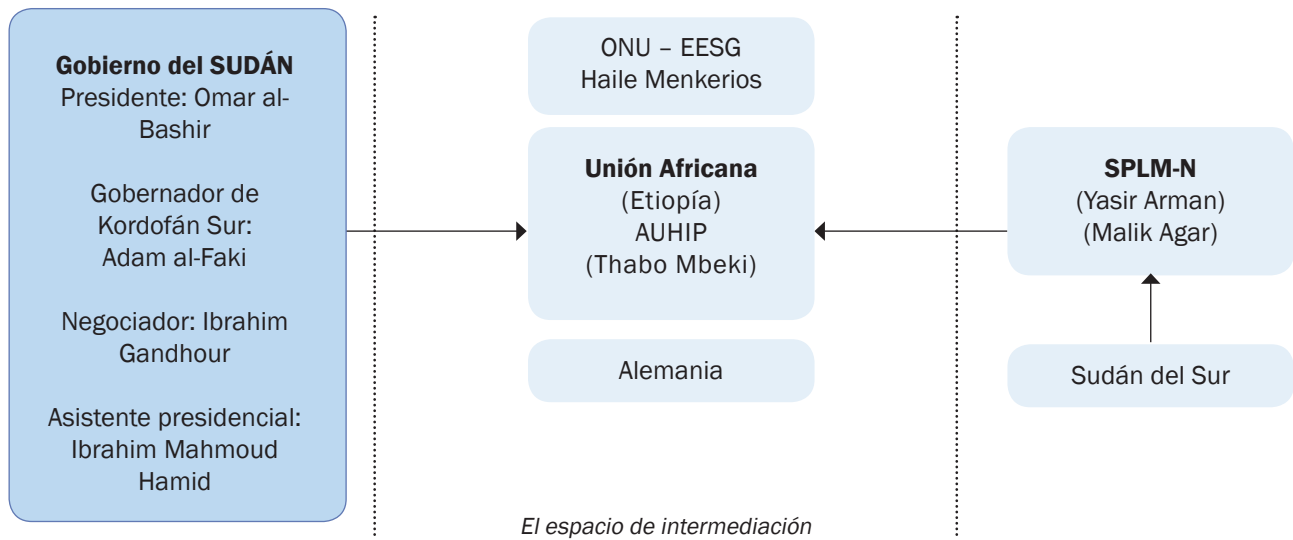 Gobierno del SUDÁN
Presidente: Omar al-
Bashir
Gobernador de
Kordofán Sur:
Adam al-Faki
Negociador: Ibrahim
Gandhour
Asistente presidencial:
Ibrahim Mahmoud
Hamid
ONU – EESG
Haile Menkerios
Unión Africana
(Etiopía)
AUHIP
(Thabo Mbeki)
Alemania
El espacio de intermediación
SPLM-N
(Yasir Arman)
(Malik Agar)
Sudán del Sur